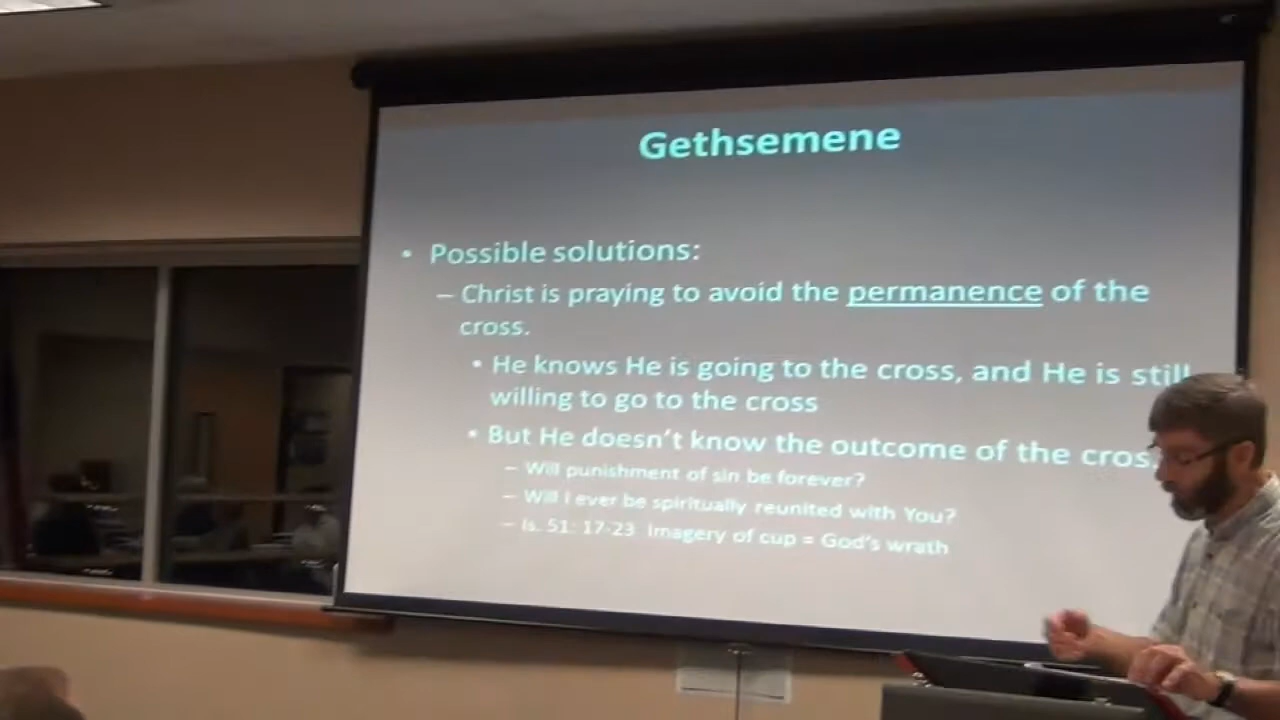 Gethsemene
• Possible solutions:
– Christ is praying to avoid the permanence of the
cross.
• He knows He is going to the cross, and He is still
willing to go to the cross
• But He doesn't know the outcome of the cros
– Will punishment of sin be forever?
– Will I ever be spiritually reunited with You?
– Is. 51: 17-23 Imagery of cup = God's wrath